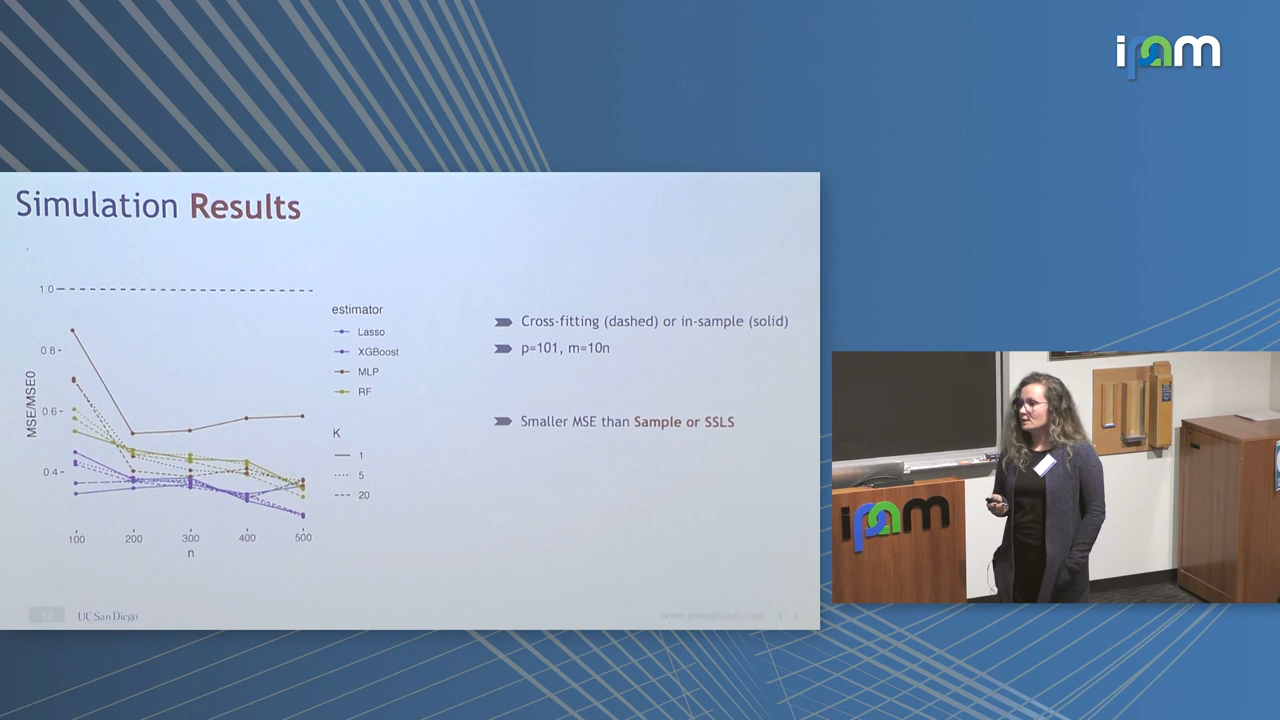 ipam
Simulation Results
1.0
0.8
0.6
0.4
MSE/MSE0
100 200 300 400 500
n
estimator
Lasso
XGBoost
MLP
RF
K
1
5
20
Cross-fitting (dashed) or in-sample (solid)
p=101, m=10n
Smaller MSE than Sample or SSLS
UC San Diego
ipam